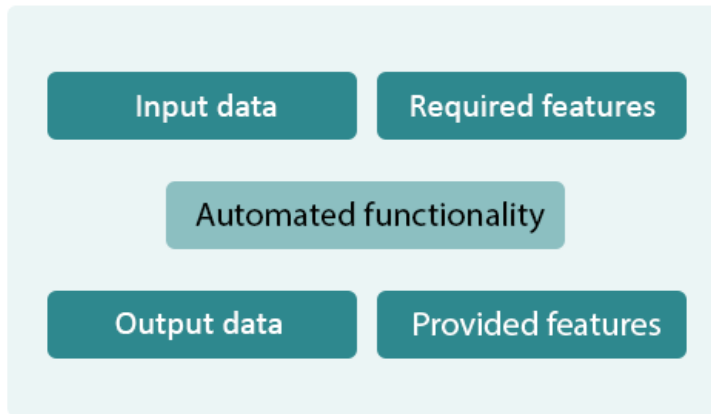 Input data
Required features
Automated functionality
Output data
Provided features